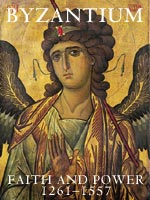 BYZANTIUM
FAITH AND POWER
1261–1557